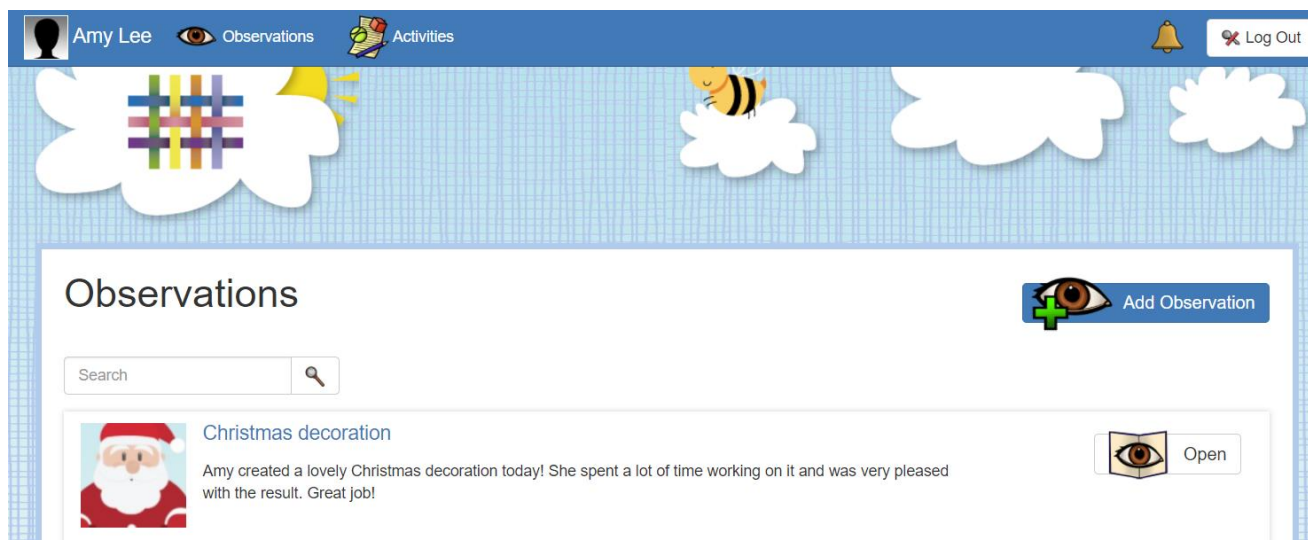 Amy Lee Observations Activities Log Out
Observations
Add Observation
Search
Christmas decoration
Amy created a lovely Christmas decoration today! She spent a lot of time working on it and was very pleased
with the result. Great job!
Open